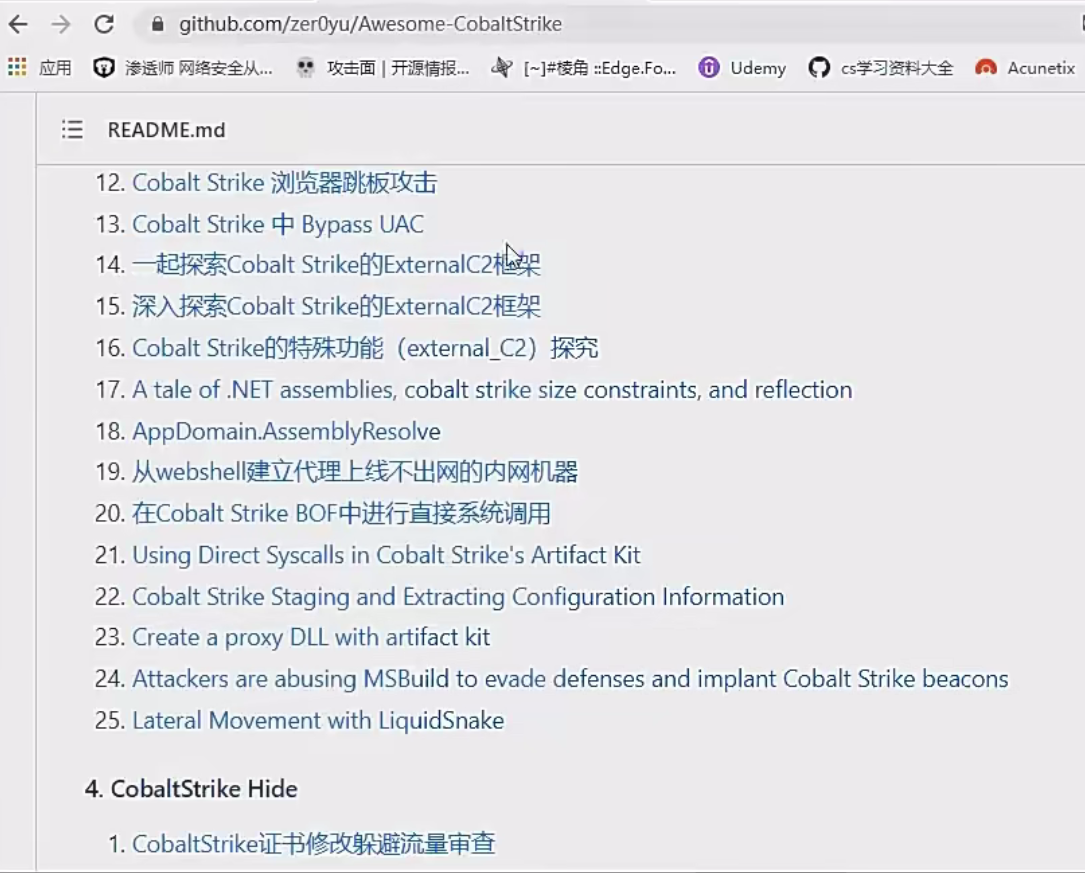 github.com/zer0yu/Awesome-CobaltStrike
应用 渗透师 网络安全从... 攻击面 | 开源情报... [~]#棱角 ::Edge.Fo... Udemy cs学习资料大全 Acunetix
README.md
12. Cobalt Strike 浏览器跳板攻击
13. Cobalt Strike 中 Bypass UAC
14. 一起探索Cobalt Strike的ExternalC2框架
15. 深入探索Cobalt Strike的ExternalC2框架
16. Cobalt Strike的特殊功能（external_C2）探究
17. A tale of .NET assemblies, cobalt strike size constraints, and reflection
18. AppDomain.AssemblyResolve
19. 从webshell建立代理上线不出网的内网机器
20. 在Cobalt Strike BOF中进行直接系统调用
21. Using Direct Syscalls in Cobalt Strike's Artifact Kit
22. Cobalt Strike Staging and Extracting Configuration Information
23. Create a proxy DLL with artifact kit
24. Attackers are abusing MSBuild to evade defenses and implant Cobalt Strike beacons
25. Lateral Movement with LiquidSnake
4. CobaltStrike Hide
1. CobaltStrike证书修改躲避流量审查